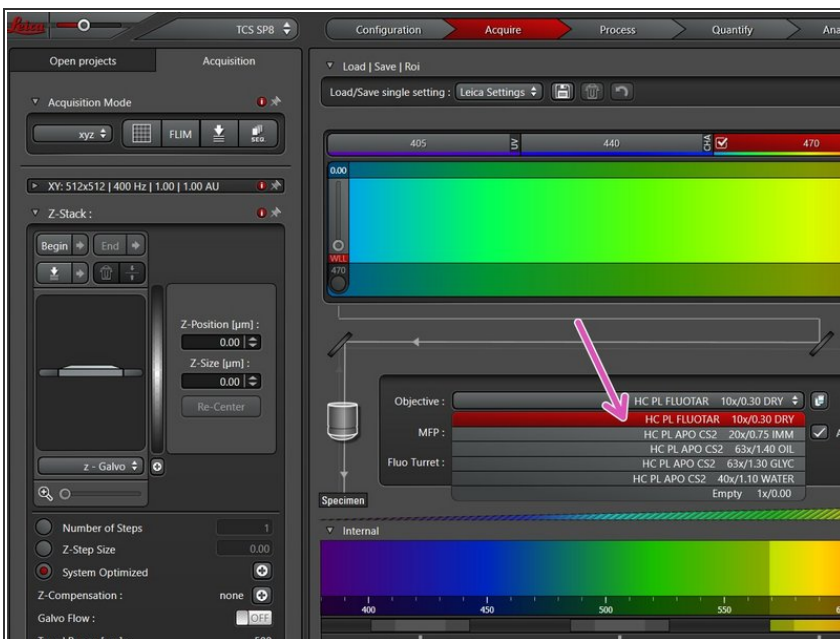 Leica
TCS SP8
Configuration
Acquire
Process
Quantify
Open projects
Acquisition
Load | Save | Roi
Load/Save single setting : Leica Settings
Acquisition Mode
xyz
FLIM
SEQ.
405
UV
440
CHA
470
0.00
WLL
470
XY: 512x512 | 400 Hz | 1.00 | 1.00 AU
Z-Stack :
Begin
End
Z-Position [µm] :
0.00
Z-Size [µm] :
0.00
Re-Center
z - Galvo
Objective :
HC PL FLUOTAR 10x/0.30 DRY
HC PL FLUOTAR 10x/0.30 DRY
MFP :
HC PL APO CS2 20x/0.75 IMM
HC PL APO CS2 63x/1.40 OIL
Fluo Turret :
HC PL APO CS2 63x/1.30 GLYC
HC PL APO CS2 40x/1.10 WATER
Empty 1x/0.00
Specimen
Number of Steps
1
Z-Step Size
0.00
System Optimized
Z-Compensation :
none
Galvo Flow :
OFF
Internal
400
450
500
550